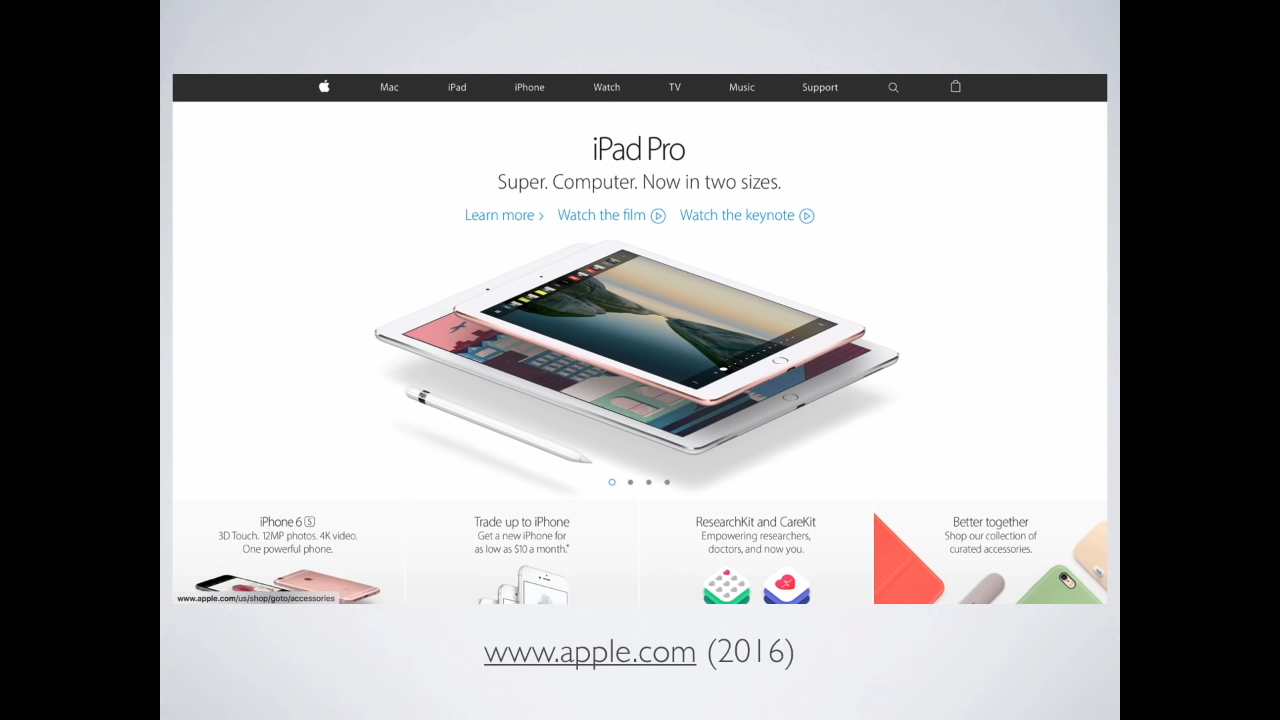 Mac iPad iPhone Watch TV Music Support
iPad Pro
Super. Computer. Now in two sizes.
Learn more › Watch the film Watch the keynote
iPhone 6s
3D Touch. 12MP photos. 4K video.
One powerful phone.
Trade up to iPhone
Get a new iPhone for
as low as $10 a month.*
ResearchKit and CareKit
Empowering researchers,
doctors, and now you.
Better together
Shop our collection of
curated accessories.
www.apple.com/us/shop/goto/accessories
www.apple.com (2016)